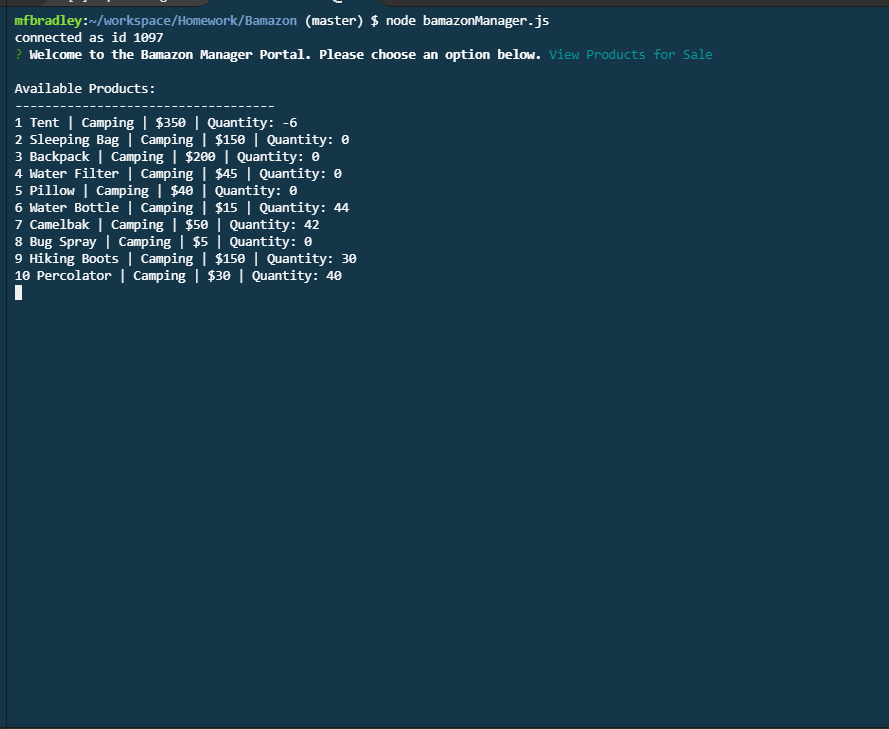 mfbradley:~/workspace/Homework/Bamazon (master) $ node bamazonManager.js
connected as id 1097
? Welcome to the Bamazon Manager Portal. Please choose an option below. View Products for Sale
Available Products:
-----------------------------------
1 Tent | Camping | $350 | Quantity: -6
2 Sleeping Bag | Camping | $150 | Quantity: 0
3 Backpack | Camping | $200 | Quantity: 0
4 Water Filter | Camping | $45 | Quantity: 0
5 Pillow | Camping | $40 | Quantity: 0
6 Water Bottle | Camping | $15 | Quantity: 44
7 Camelbak | Camping | $50 | Quantity: 42
8 Bug Spray | Camping | $5 | Quantity: 0
9 Hiking Boots | Camping | $150 | Quantity: 30
10 Percolator | Camping | $30 | Quantity: 40